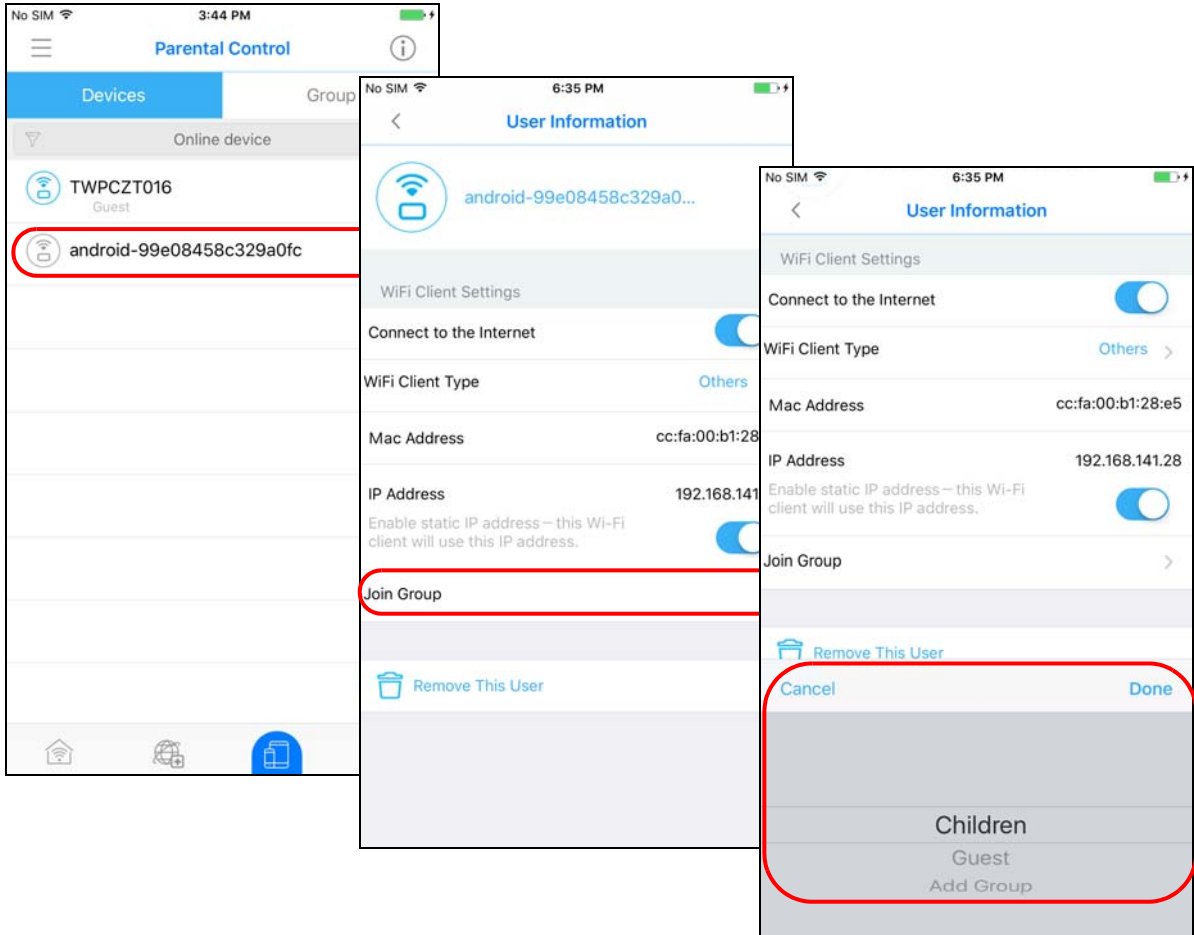 No SIM 3:44 PM
Parental Control
Devices Group
Online device
TWPCZT016
Guest
android-99e08458c329a0fc
No SIM 6:35 PM
User Information
android-99e08458c329a0...
WiFi Client Settings
Connect to the Internet
WiFi Client Type Others
Mac Address cc:fa:00:b1:28
IP Address 192.168.141
Enable static IP address—this Wi-Fi
client will use this IP address.
Join Group
Remove This User
No SIM 6:35 PM
User Information
WiFi Client Settings
Connect to the Internet
WiFi Client Type Others
Mac Address cc:fa:00:b1:28:e5
IP Address 192.168.141.28
Enable static IP address—this Wi-Fi
client will use this IP address.
Join Group
Remove This User
Cancel Done
Children
Guest
Add Group